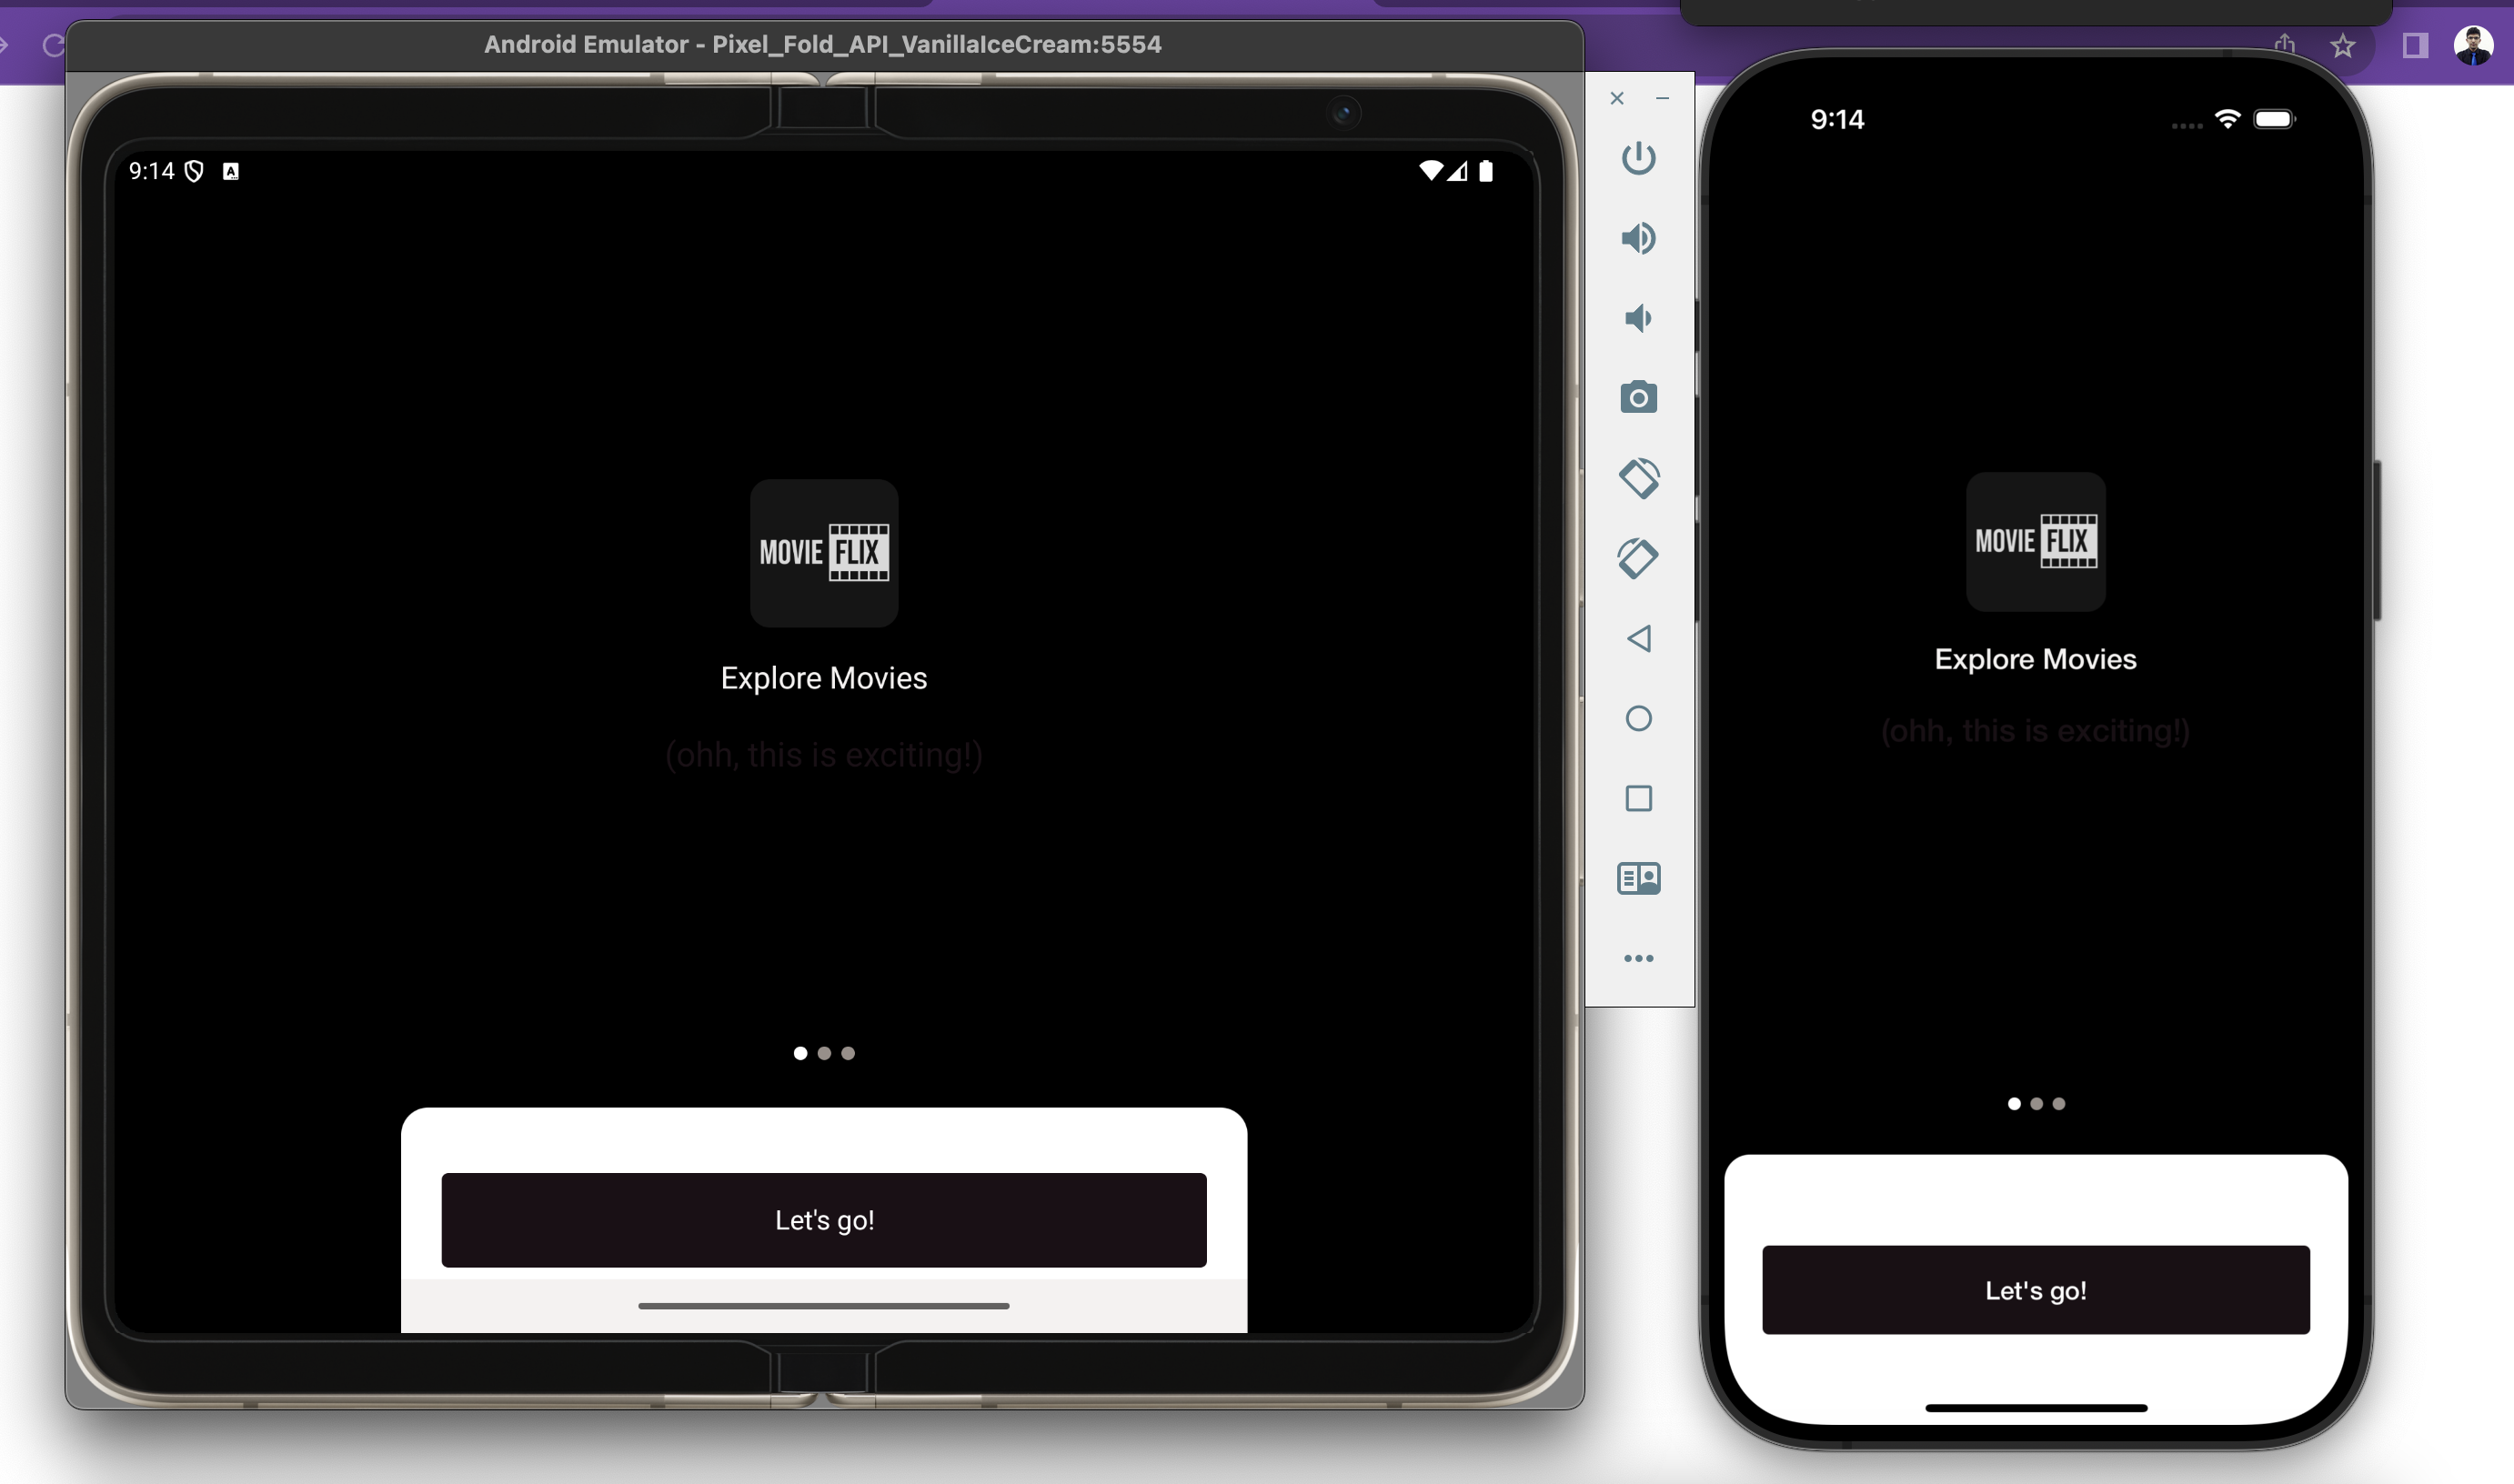 Android Emulator - Pixel_Fold_API_VanillaIceCream:5554
9:14
A
MOVIE FLIX
Explore Movies
(ohh, this is exciting!)
Let's go!
9:14
MOVIE FLIX
Explore Movies
(ohh, this is exciting!)
Let's go!